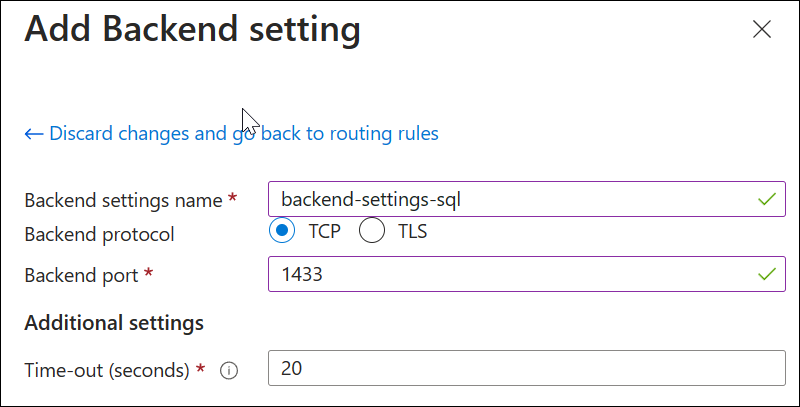 Add Backend setting
← Discard changes and go back to routing rules
Backend settings name * backend-settings-sql
Backend protocol TCP TLS
Backend port * 1433
Additional settings
Time-out (seconds) * 20